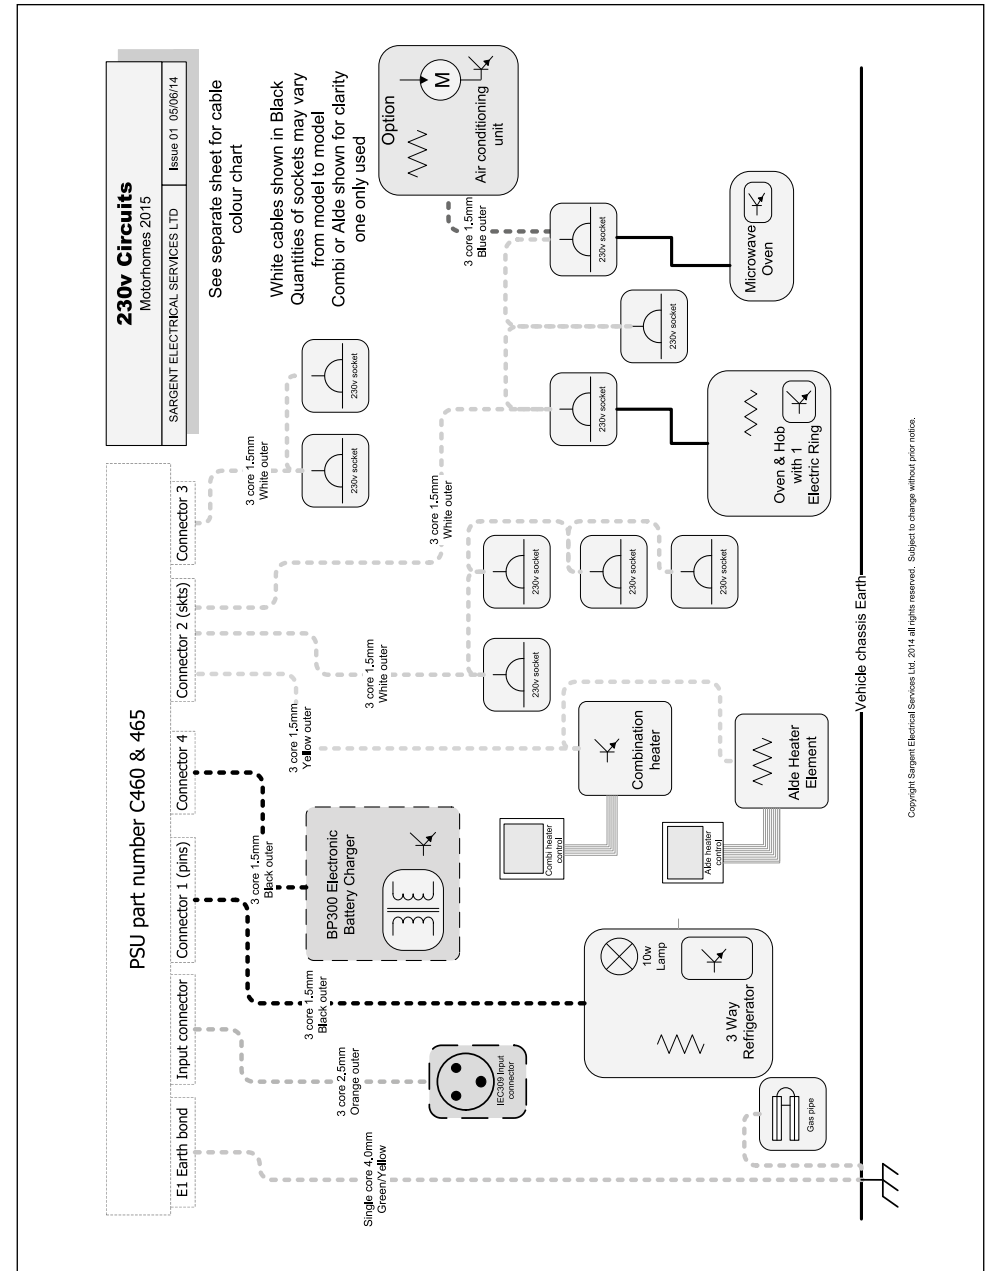 230v Circuits
Motorhomes 2015
SARGENT ELECTRICAL SERVICES LTD
Issue 01 05/06/14
See separate sheet for cable
colour chart
White cables shown in Black
Quantities of sockets may vary
from model to model
Combi or Alde shown for clarity
one only used
PSU part number C460 & 465
E1 Earth bond
Input connector
Connector 1 (pins)
Connector 4
Connector 2 (skts)
Connector 3
3 core 1.5mm
White outer
230v socket
230v socket
Option
M
Air conditioning
unit
3 core 1.5mm
Blue outer
230v socket
230v socket
230v socket
Microwave
Oven
Oven & Hob
with 1
Electric Ring
3 core 1.5mm
White outer
3 core 1.5mm
White outer
230v socket
230v socket
230v socket
230v socket
3 core 1.5mm
Yellow outer
Combination
heater
Combi heater
control
Alde Heater
Element
Alde heater
control
3 core 1.5mm
Black outer
BP300 Electronic
Battery Charger
3 core 1.5mm
Black outer
10w
Lamp
3 Way
Refrigerator
3 core 2.5mm
Orange outer
IEC309 Input
connector
Single core 4.0mm
Green/Yellow
Gas pipe
Vehicle chassis Earth
Copyright Sargent Electrical Services Ltd. 2014 all rights reserved. Subject to change without prior notice.